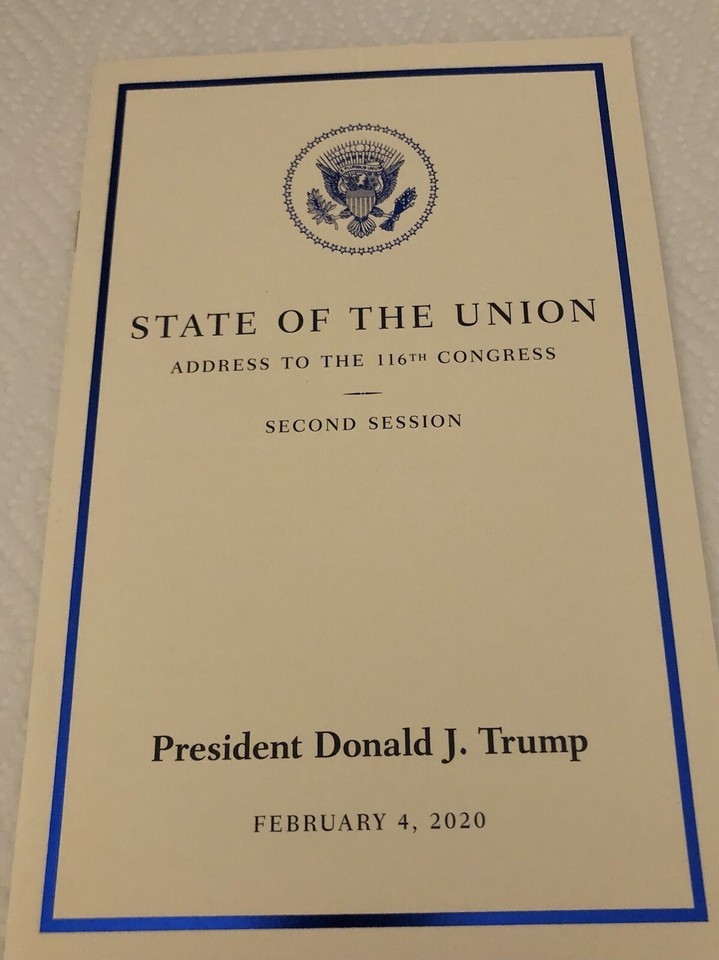 STATE OF THE UNION
ADDRESS TO THE 116TH CONGRESS
SECOND SESSION
President Donald J. Trump
FEBRUARY 4, 2020